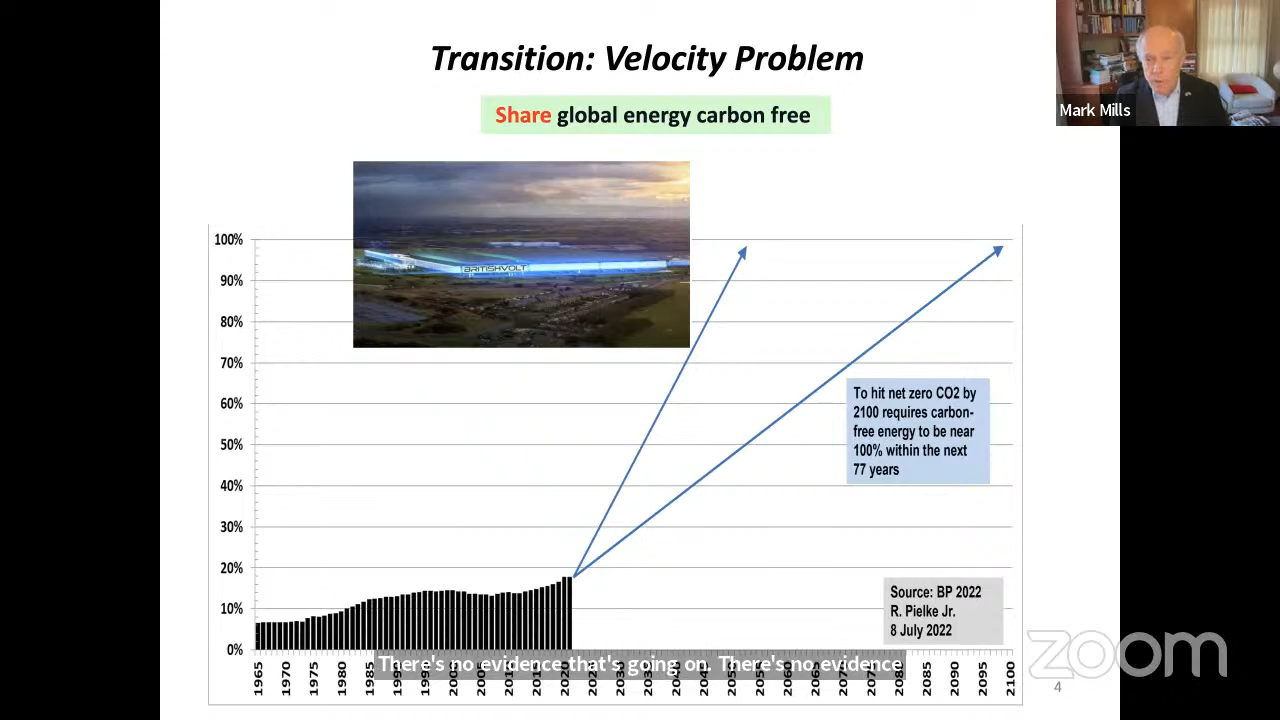 Transition: Velocity Problem
Share global energy carbon free
Mark Mills
BRITISHVOLT
100%
90%
80%
70%
60%
50%
40%
30%
20%
10%
0%
To hit net zero CO2 by
2100 requires carbon-
free energy to be near
100% within the next
77 years
Source: BP 2022
R. Pielke Jr.
8 July 2022
There's no evidence that's going on. There's no evidence
1965
1970
1975
1980
2085
2090
2095
2100
zoom
4